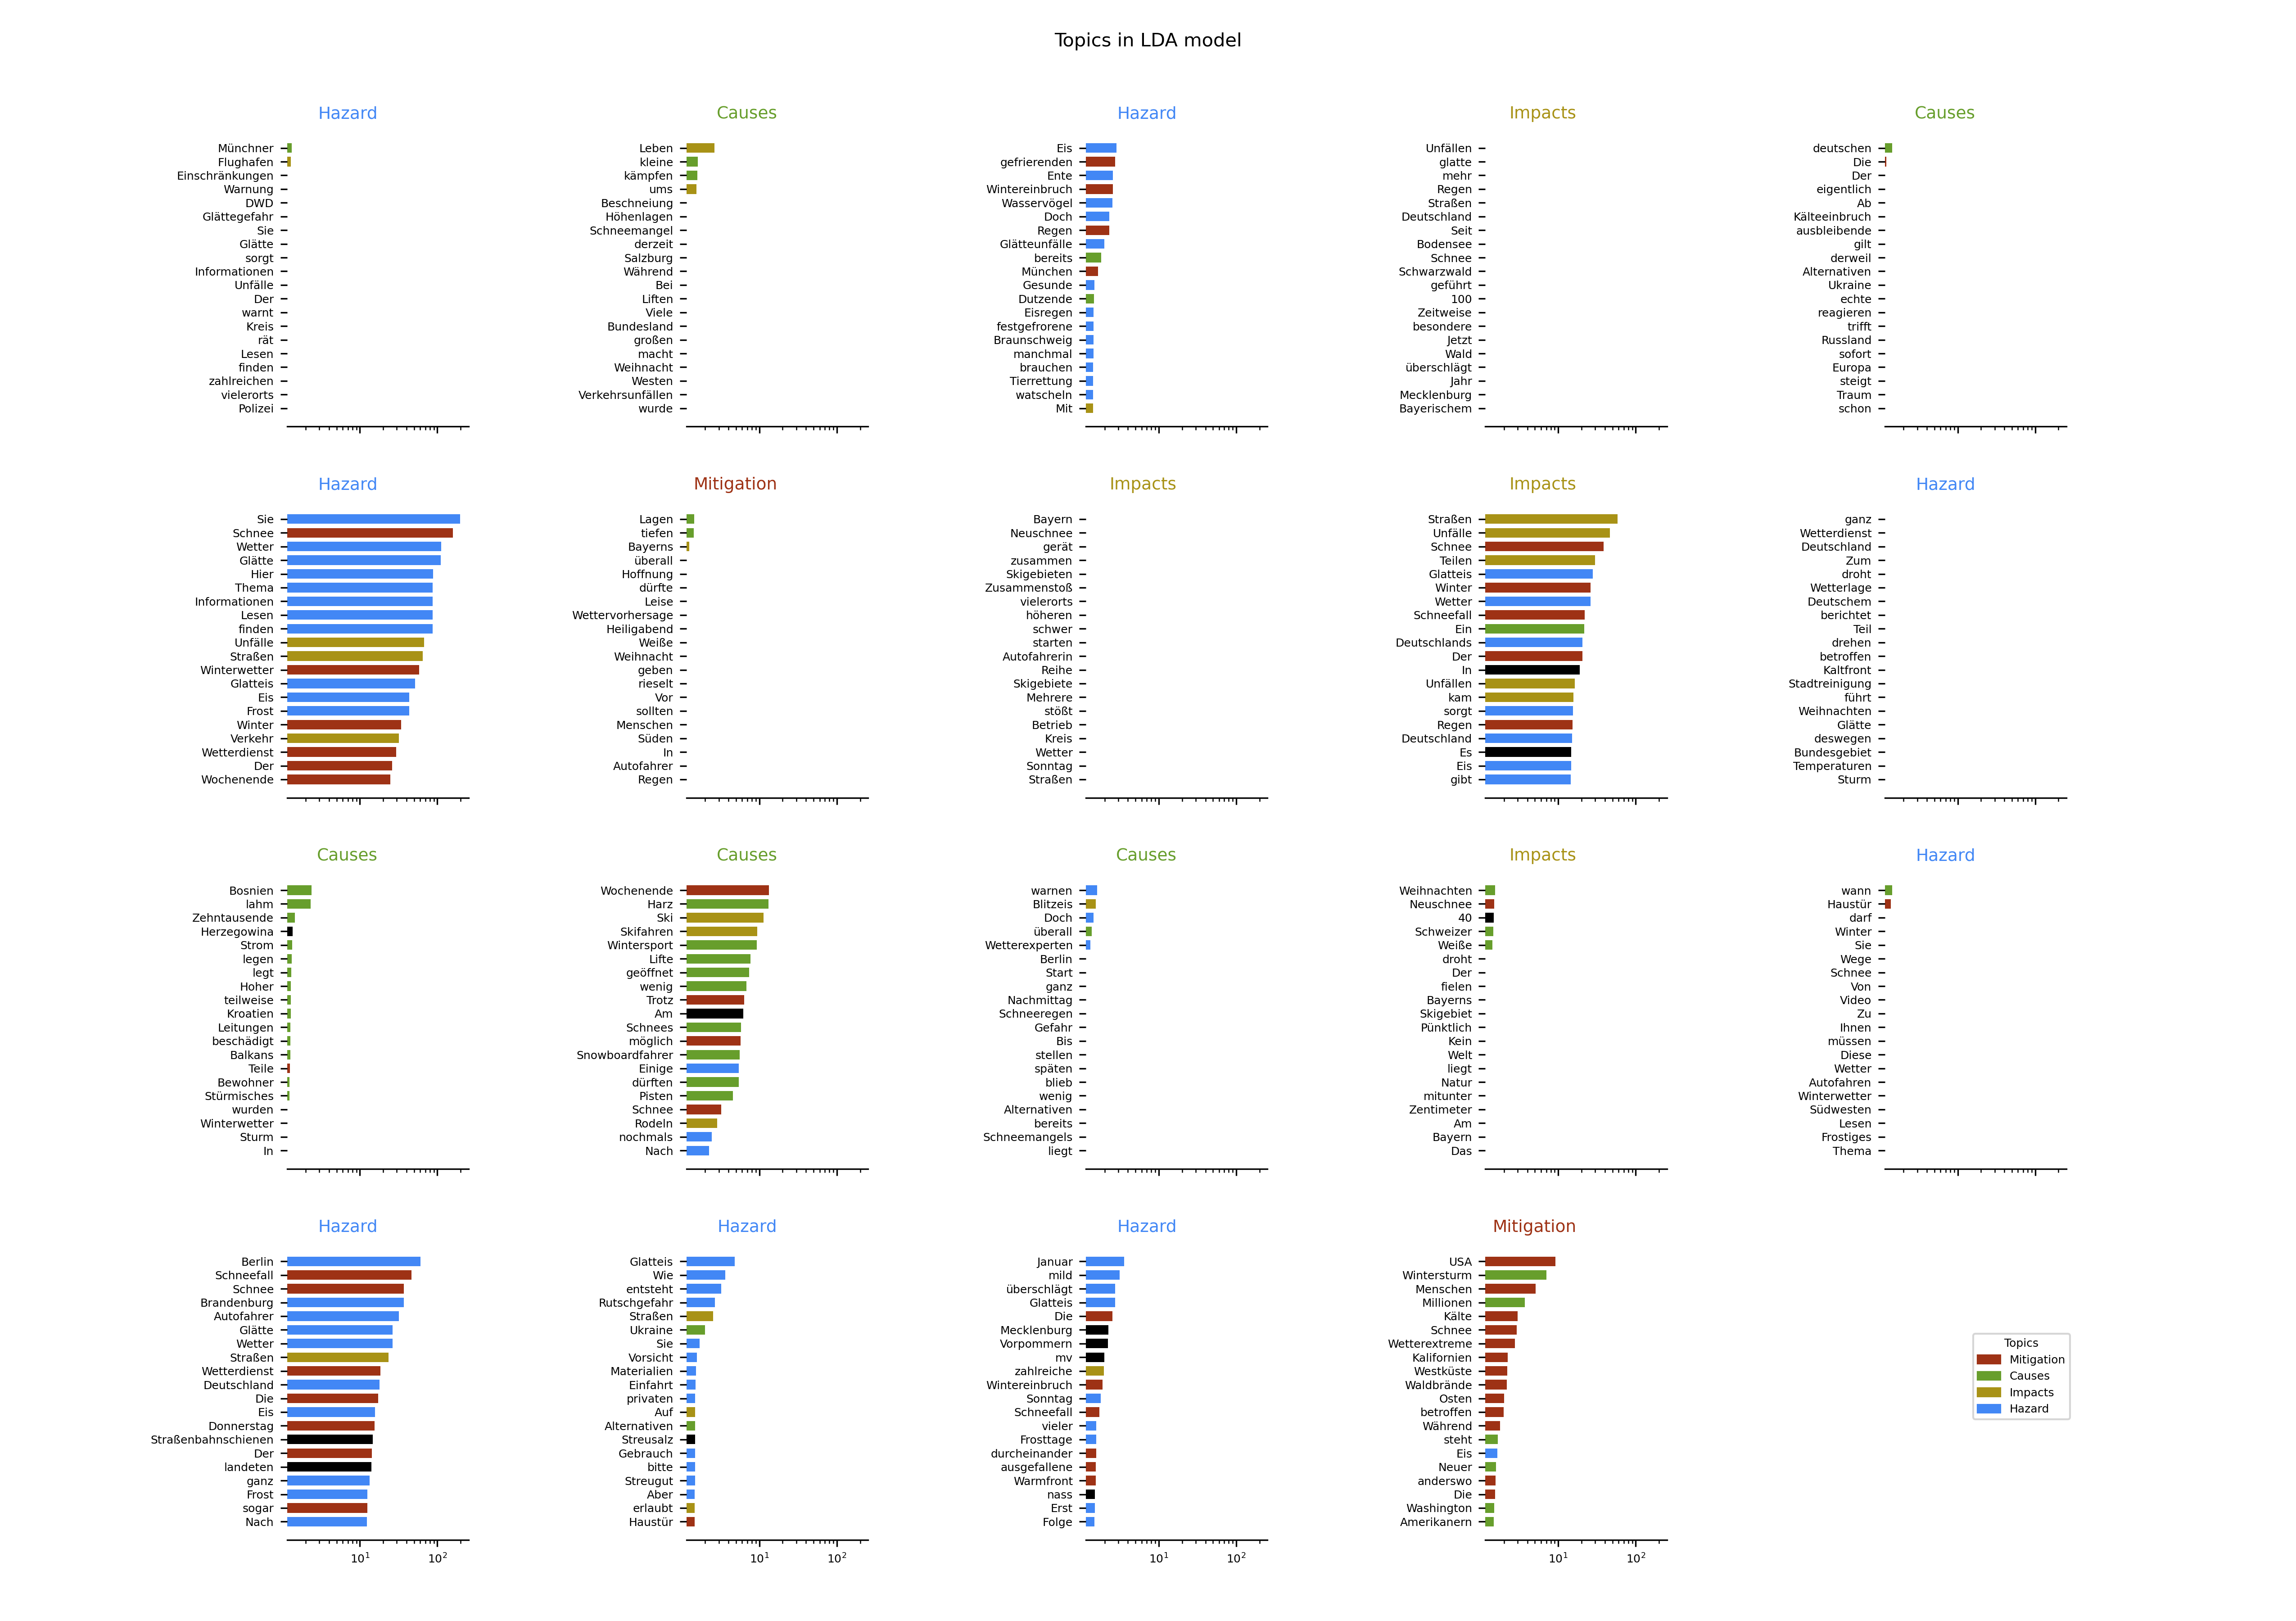 Topics in LDA model
Hazard
Münchner
Flughafen
Einschränkungen
Warnung
DWD
Glättegefahr
Sie
Glätte
sorgt
Informationen
Unfälle
Der
warnt
Kreis
rät
Lesen
finden
zahlreichen
vielerorts
Polizei
Causes
Leben
kleine
kämpfen
ums
Beschneiung
Höhenlagen
Schneemangel
derzeit
Salzburg
Während
Bei
Liften
Viele
Bundesland
großen
macht
Weihnacht
Westen
Verkehrsunfällen
wurde
Hazard
Eis
gefrierenden
Ente
Wintereinbruch
Wasservögel
Doch
Regen
Glätteunfälle
bereits
München
Gesunde
Dutzende
Eisregen
festgefrorene
Braunschweig
manchmal
brauchen
Tierrettung
watscheln
Mit
Impacts
Unfällen
glatte
mehr
Regen
Straßen
Deutschland
Seit
Bodensee
Schnee
Schwarzwald
geführt
100
Zeitweise
besondere
Jetzt
Wald
überschlägt
Jahr
Mecklenburg
Bayerischem
Causes
deutschen
Die
Der
eigentlich
Ab
Kälteeinbruch
ausbleibende
gilt
derweil
Alternativen
Ukraine
echte
reagieren
trifft
Russland
sofort
Europa
steigt
Traum
schon
Hazard
Sie
Schnee
Wetter
Glätte
Hier
Thema
Informationen
Lesen
finden
Unfälle
Straßen
Winterwetter
Glatteis
Eis
Frost
Winter
Verkehr
Wetterdienst
Der
Wochenende
Mitigation
Lagen
tiefen
Bayerns
überall
Hoffnung
dürfte
Leise
Wettervorhersage
Heiligabend
Weiße
Weihnacht
geben
rieselt
Vor
sollten
Menschen
Süden
In
Autofahrer
Regen
Impacts
Bayern
Neuschnee
gerät
zusammen
Skigebieten
Zusammenstoß
vielerorts
höheren
schwer
starten
Autofahrerin
Reihe
Skigebiete
Mehrere
stößt
Betrieb
Kreis
Wetter
Sonntag
Straßen
Impacts
Straßen
Unfälle
Schnee
Teilen
Glatteis
Winter
Wetter
Schneefall
Ein
Deutschlands
Der
In
Unfällen
kam
sorgt
Regen
Deutschland
Es
Eis
gibt
Hazard
ganz
Wetterdienst
Deutschland
Zum
droht
Wetterlage
Deutschem
berichtet
Teil
drehen
betroffen
Kaltfront
Stadtreinigung
führt
Weihnachten
Glätte
deswegen
Bundesgebiet
Temperaturen
Sturm
Causes
Bosnien
lahm
Zehntausende
Herzegowina
Strom
legen
legt
Hoher
teilweise
Kroatien
Leitungen
beschädigt
Balkans
Teile
Bewohner
Stürmisches
wurden
Winterwetter
Sturm
In
Causes
Wochenende
Harz
Ski
Skifahren
Wintersport
Lifte
geöffnet
wenig
Trotz
Am
Schnees
möglich
Snowboardfahrer
Einige
dürften
Pisten
Schnee
Rodeln
nochmals
Nach
Causes
warnen
Blitzeis
Doch
überall
Wetterexperten
Berlin
Start
ganz
Nachmittag
Schneeregen
Gefahr
Bis
stellen
späten
blieb
wenig
Alternativen
bereits
Schneemangels
liegt
Impacts
Weihnachten
Neuschnee
40
Schweizer
Weiße
droht
Der
fielen
Bayerns
Skigebiet
Pünktlich
Kein
Welt
liegt
Natur
mitunter
Zentimeter
Am
Bayern
Das
Hazard
wann
Haustür
darf
Winter
Sie
Wege
Schnee
Von
Video
Zu
Ihnen
müssen
Diese
Wetter
Autofahren
Winterwetter
Südwesten
Lesen
Frostiges
Thema
Hazard
Berlin
Schneefall
Schnee
Brandenburg
Autofahrer
Glätte
Wetter
Straßen
Wetterdienst
Deutschland
Die
Eis
Donnerstag
Straßenbahnschienen
Der
landeten
ganz
Frost
sogar
Nach
10¹ 10²
Hazard
Glatteis
Wie
entsteht
Rutschgefahr
Straßen
Ukraine
Sie
Vorsicht
Materialien
Einfahrt
privaten
Auf
Alternativen
Streusalz
Gebrauch
bitte
Streugut
Aber
erlaubt
Haustür
10¹ 10²
Hazard
Januar
mild
überschlägt
Glatteis
Die
Mecklenburg
Vorpommern
mv
zahlreiche
Wintereinbruch
Sonntag
Schneefall
vieler
Frosttage
durcheinander
ausgefallene
Warmfront
nass
Erst
Folge
10¹ 10²
Mitigation
USA
Wintersturm
Menschen
Millionen
Kälte
Schnee
Wetterextreme
Kalifornien
Westküste
Waldbrände
Osten
betroffen
Während
steht
Eis
Neuer
anderswo
Die
Washington
Amerikanern
10¹ 10²
Topics
Mitigation
Causes
Impacts
Hazard